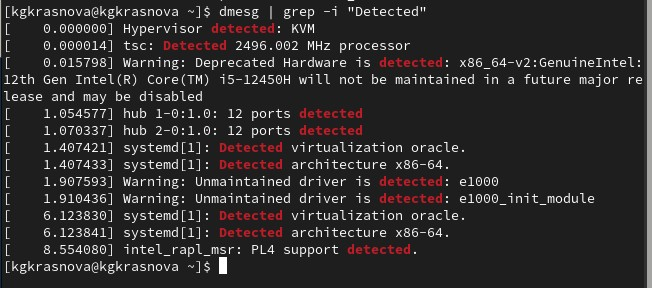 [kgkrasnova@kgkrasnova ~]$ dmesg | grep -i "Detected"
[    0.000000] Hypervisor detected: KVM
[    0.000014] tsc: Detected 2496.002 MHz processor
[    0.015798] Warning: Deprecated Hardware is detected: x86_64-v2:GenuineIntel:
12th Gen Intel(R) Core(TM) i5-12450H will not be maintained in a future major re
lease and may be disabled
[    1.054577] hub 1-0:1.0: 12 ports detected
[    1.070337] hub 2-0:1.0: 12 ports detected
[    1.407421] systemd[1]: Detected virtualization oracle.
[    1.407433] systemd[1]: Detected architecture x86-64.
[    1.907593] Warning: Unmaintained driver is detected: e1000
[    1.910436] Warning: Unmaintained driver is detected: e1000_init_module
[    6.123830] systemd[1]: Detected virtualization oracle.
[    6.123841] systemd[1]: Detected architecture x86-64.
[    8.554080] intel_rapl_msr: PL4 support detected.
[kgkrasnova@kgkrasnova ~]$